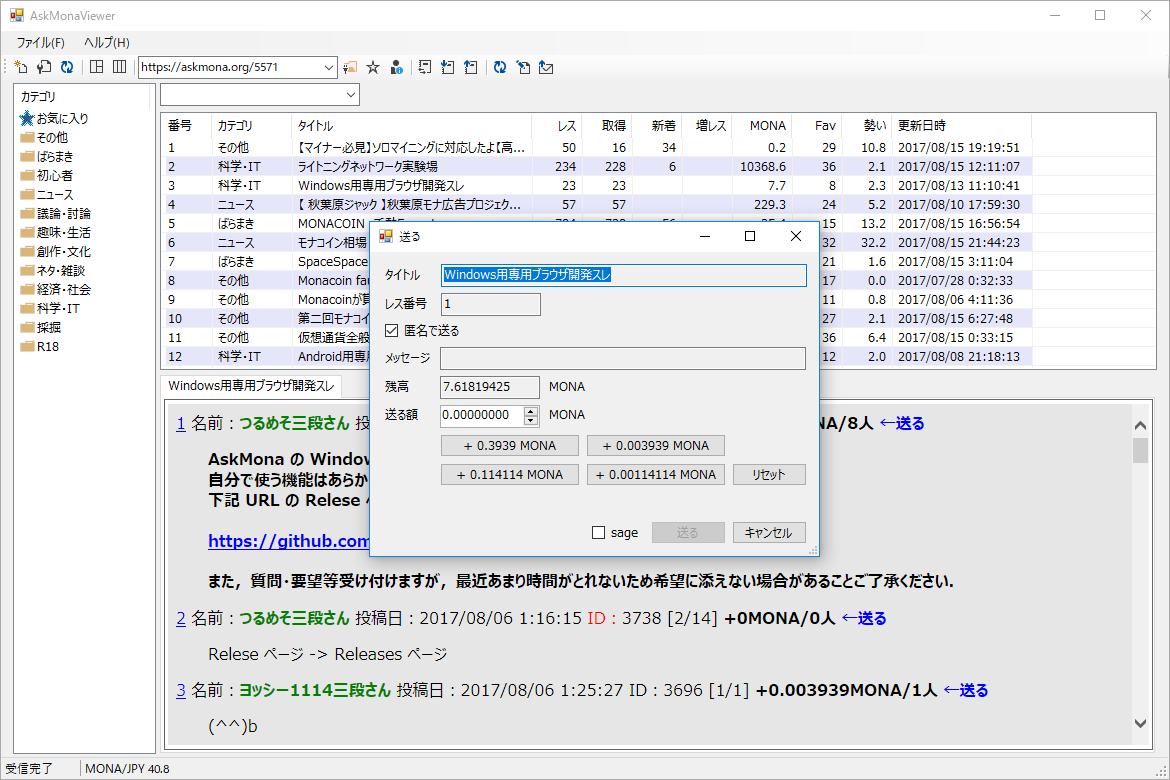 AskMonaViewer
ファイル(F) ヘルプ(H)
https://askmona.org/5571
カテゴリ
お気に入り
その他
ばらまき
初心者
ニュース
議論・討論
趣味・生活
創作・文化
ネタ・雑談
経済・社会
科学・IT
採掘
R18
番号 カテゴリ タイトル レス 取得 新着 増レス MONA Fav 勢い 更新日時
1 その他 【マイナー必見】ソロマイニングに対応したよ【高... 50 16 34 0.2 29 10.8 2017/08/15 19:19:51
2 科学・IT ライトニングネットワーク実験場 234 228 6 10368.6 36 2.1 2017/08/15 12:11:07
3 科学・IT Windows用専用ブラウザ開発スレ 23 23 7.7 8 2.3 2017/08/13 11:10:41
4 ニュース 【 秋葉原ジャック 】秋葉原モナ広告プロジェク... 57 57 229.3 24 5.2 2017/08/10 17:59:30
5 ばらまき MONACOIN 15 13.2 2017/08/15 16:56:54
6 ニュース モナコイン相場 32 32.2 2017/08/15 21:44:23
7 ばらまき SpaceSpace 21 1.6 2017/08/15 3:11:04
8 その他 Monacoin fau 17 0.0 2017/07/28 0:32:33
9 その他 Monacoinが 11 0.8 2017/08/06 4:11:36
10 その他 第二回モナコイ 27 2.1 2017/08/15 6:27:48
11 その他 仮想通貨全般 36 6.4 2017/08/15 0:33:15
12 科学・IT Android用専 12 2.0 2017/08/08 21:18:13
送る
タイトル Windows用専用ブラウザ開発スレ
レス番号 1
匿名で送る
メッセージ
残高 7.61819425 MONA
送る額 0.00000000 MONA
+ 0.3939 MONA + 0.003939 MONA
+ 0.114114 MONA + 0.00114114 MONA リセット
sage 送る キャンセル
Windows用専用ブラウザ開発スレ
1 名前：つるめそ三段さん 投 NA/8人 ←送る
AskMona の Window
自分で使う機能はあらか
下記 URL の Relese
https://github.com
また，質問・要望等受け付けますが，最近あまり時間がとれないため希望に添えない場合があることご了承ください．
2 名前：つるめそ三段さん 投稿日：2017/08/06 1:16:15 ID：3738 [2/14] +0MONA/0人 ←送る
Relese ページ -> Releases ページ
3 名前：ヨッシー1114三段さん 投稿日：2017/08/06 1:25:27 ID：3696 [1/1] +0.003939MONA/1人 ←送る
(^^)b
受信完了 MONA/JPY 40.8